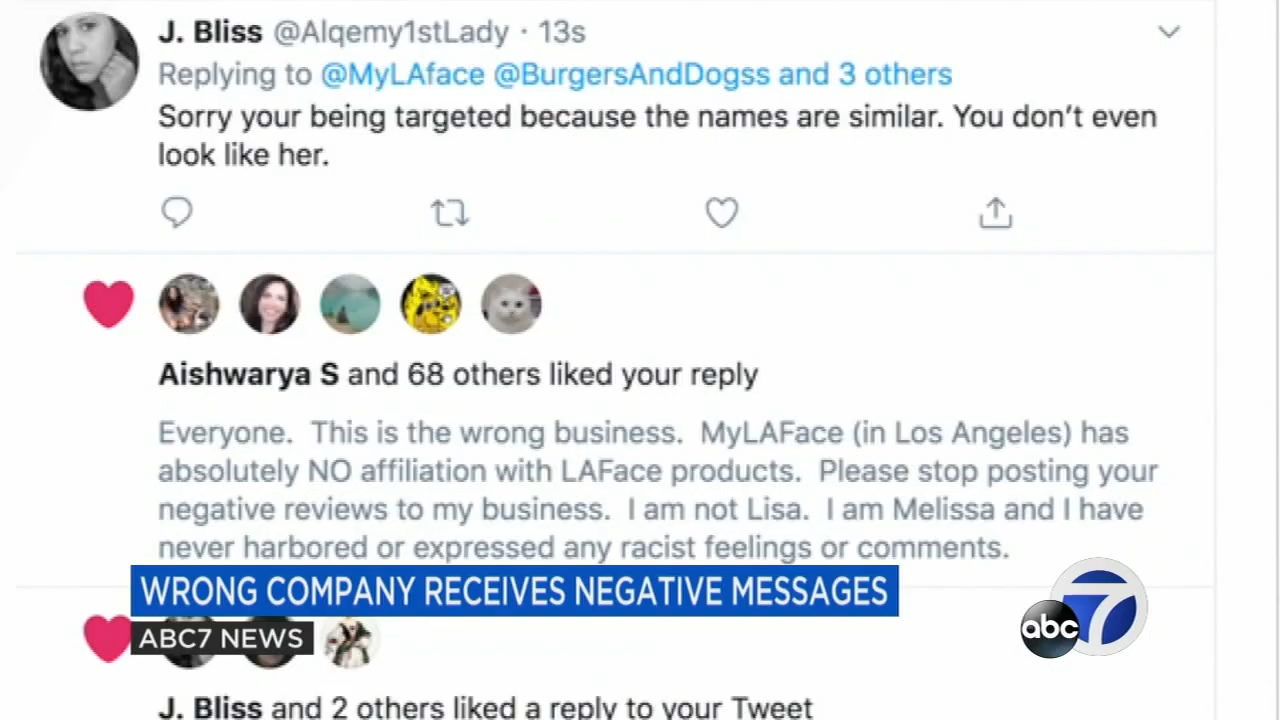 J. Bliss @Alqemy1stLady · 13s
Replying to @MyLAface @BurgersAndDogss and 3 others
Sorry your being targeted because the names are similar. You don’t even
look like her.
Aishwarya S and 68 others liked your reply
Everyone.  This is the wrong business.  MyLAFace (in Los Angeles) has
absolutely NO affiliation with LAFace products.  Please stop posting your
negative reviews to my business.  I am not Lisa.  I am Melissa and I have
never harbored or expressed any racist feelings or comments.
WRONG COMPANY RECEIVES NEGATIVE MESSAGES
ABC7 NEWS
abc 7
J. Bliss and 2 others liked a reply to your Tweet